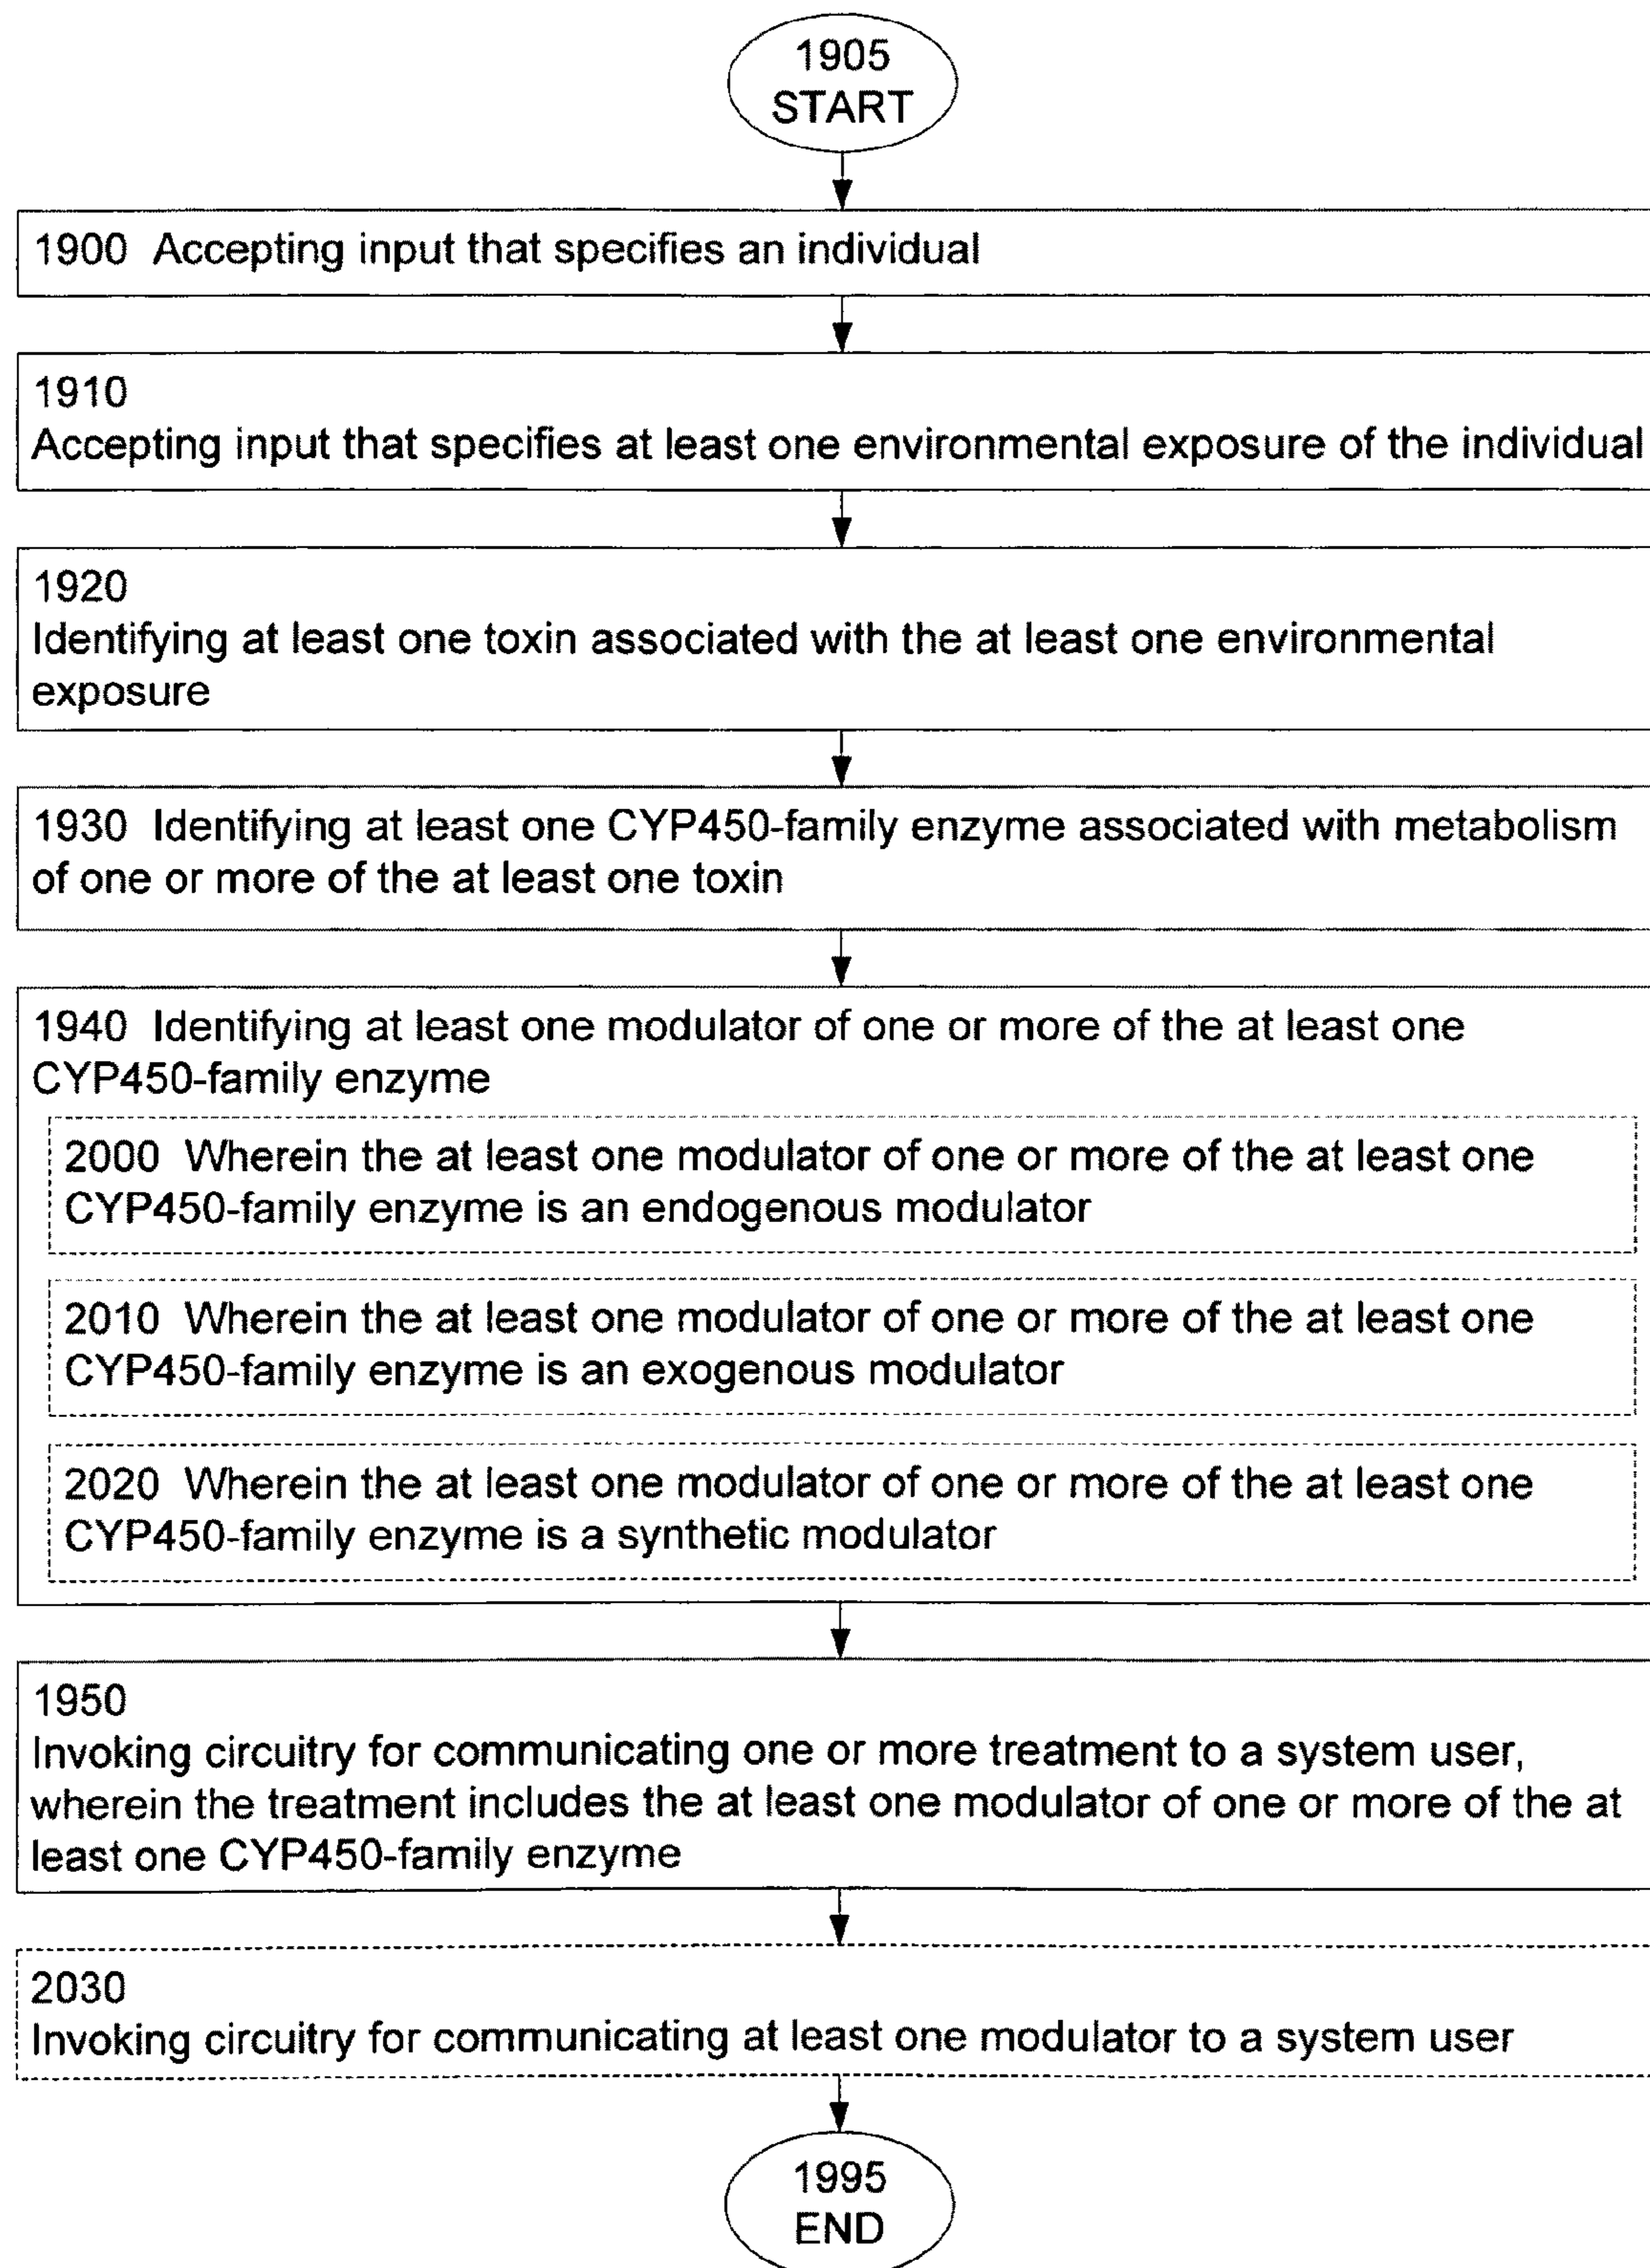 1905
START
1900 Accepting input that specifies an individual
1910
Accepting input that specifies at least one environmental exposure of the individual
1920
Identifying at least one toxin associated with the at least one environmental
exposure
1930 Identifying at least one CYP450-family enzyme associated with metabolism
of one or more of the at least one toxin
1940 Identifying at least one modulator of one or more of the at least one
CYP450-family enzyme
2000 Wherein the at least one modulator of one or more of the at least one
CYP450-family enzyme is an endogenous modulator
2010 Wherein the at least one modulator of one or more of the at least one
CYP450-family enzyme is an exogenous modulator
2020 Wherein the at least one modulator of one or more of the at least one
CYP450-family enzyme is a synthetic modulator
1950
Invoking circuitry for communicating one or more treatment to a system user,
wherein the treatment includes the at least one modulator of one or more of the at
least one CYP450-family enzyme
2030
Invoking circuitry for communicating at least one modulator to a system user
1995
END